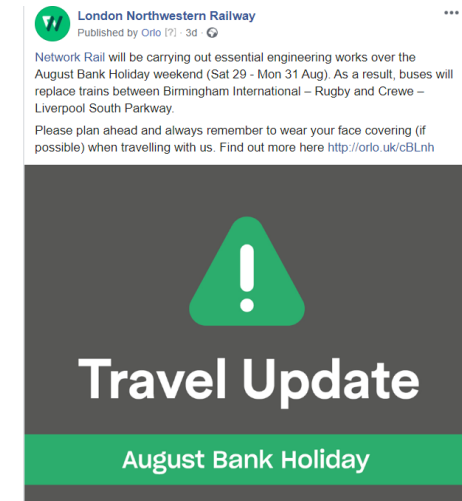 London Northwestern Railway
Published by Orlo [?] · 3d ·
Network Rail will be carrying out essential engineering works over the
August Bank Holiday weekend (Sat 29 - Mon 31 Aug). As a result, buses will
replace trains between Birmingham International – Rugby and Crewe –
Liverpool South Parkway.
Please plan ahead and always remember to wear your face covering (if
possible) when travelling with us. Find out more here http://orlo.uk/cBLnh
!
Travel Update
August Bank Holiday